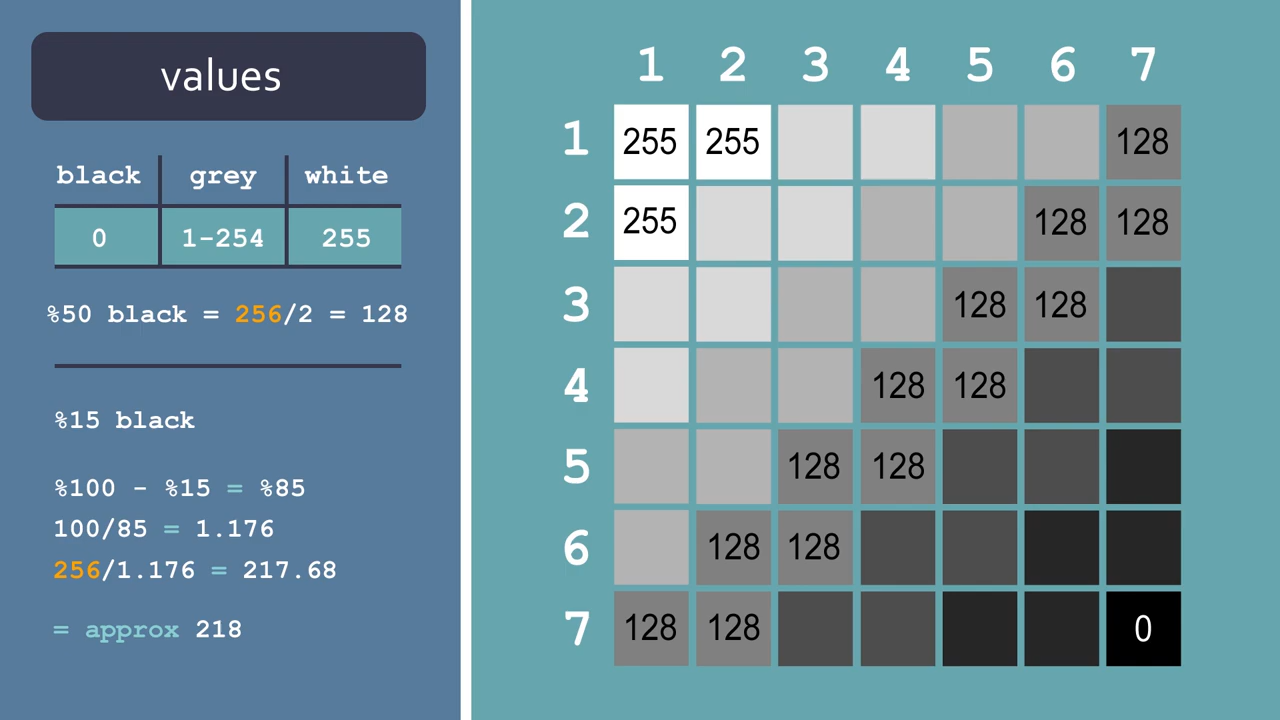 values
black grey white
0 1-254 255
%50 black = 256/2 = 128
%15 black
%100 - %15 = %85
100/85 = 1.176
256/1.176 = 217.68
= approx 218
1 2 3 4 5 6 7
1 255 255 128
2 255 128 128
3 128 128
4 128 128
5 128 128
6 128 128
7 128 128 0